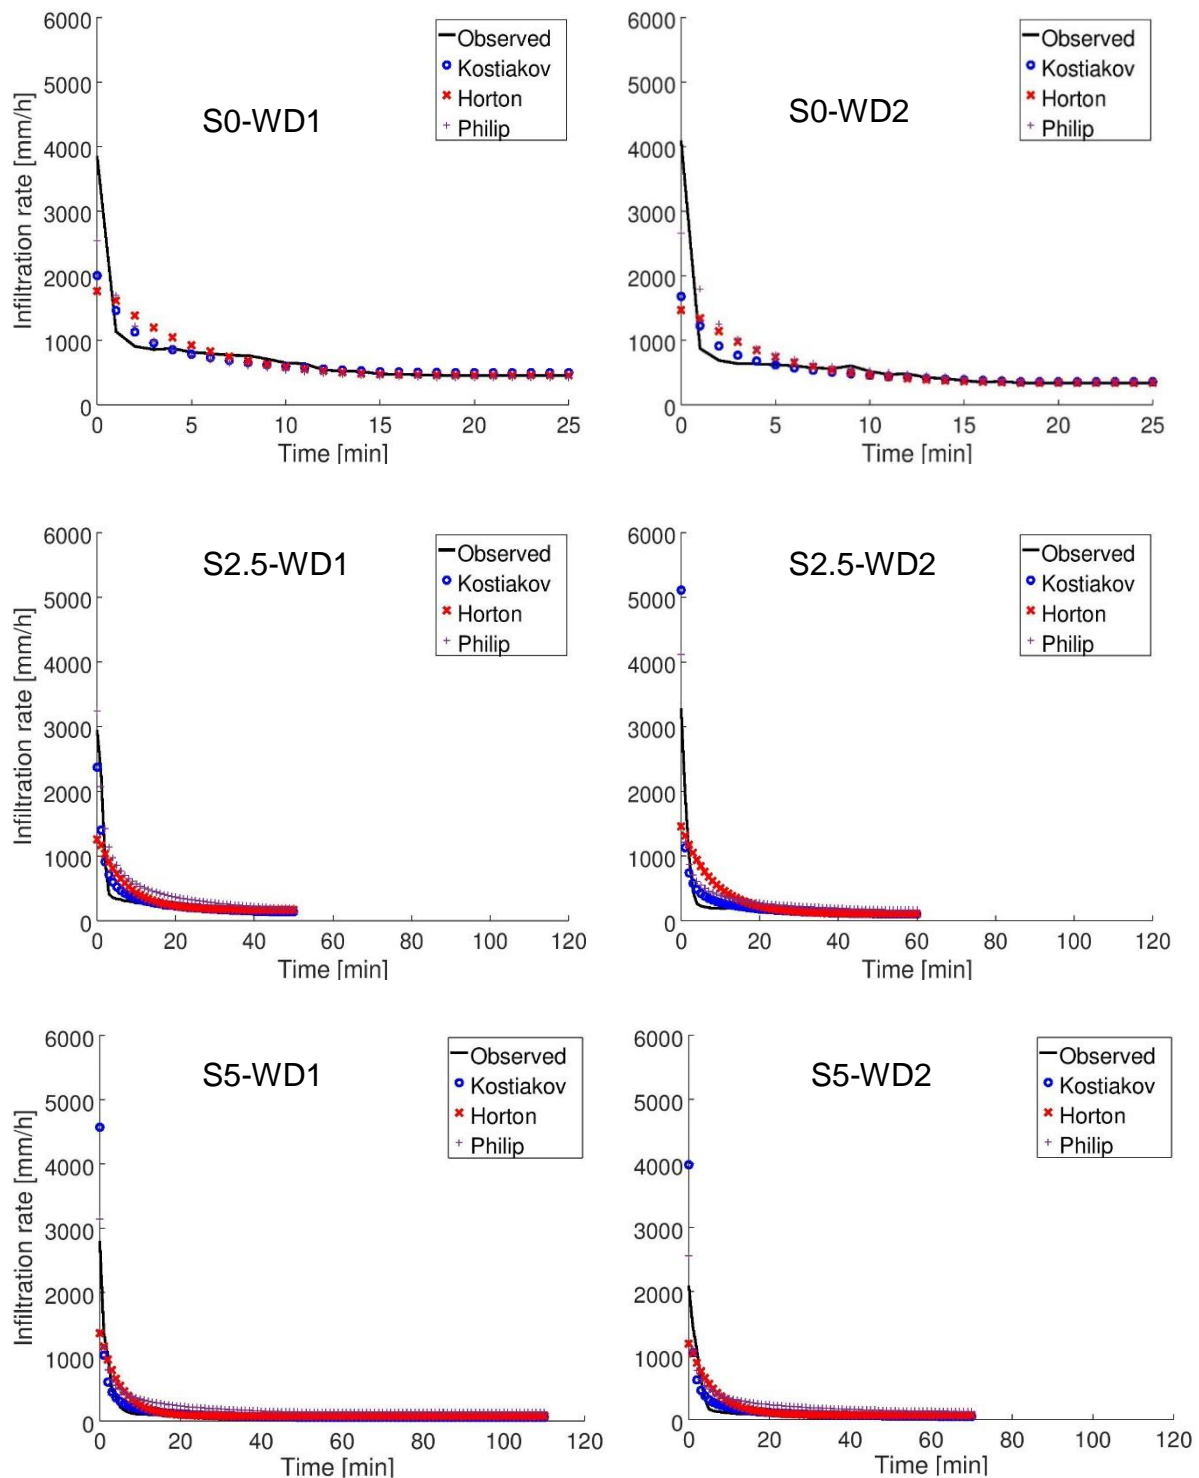 6000
5000
4000
3000
2000
1000
0
Infiltration rate [mm/h]
S0-WD1
Observed
Kostiakov
Horton
Philip
0 5 10 15 20 25
Time [min]
6000
5000
4000
3000
2000
1000
0
S0-WD2
Observed
Kostiakov
Horton
Philip
0 5 10 15 20 25
Time [min]
6000
5000
4000
3000
2000
1000
0
Infiltration rate [mm/h]
S2.5-WD1
Observed
Kostiakov
Horton
Philip
0 20 40 60 80 100 120
Time [min]
6000
5000
4000
3000
2000
1000
0
S2.5-WD2
Observed
Kostiakov
Horton
Philip
0 20 40 60 80 100 120
Time [min]
6000
5000
4000
3000
2000
1000
0
Infiltration rate [mm/h]
S5-WD1
Observed
Kostiakov
Horton
Philip
0 20 40 60 80 100 120
Time [min]
6000
5000
4000
3000
2000
1000
0
S5-WD2
Observed
Kostiakov
Horton
Philip
0 20 40 60 80 100 120
Time [min]